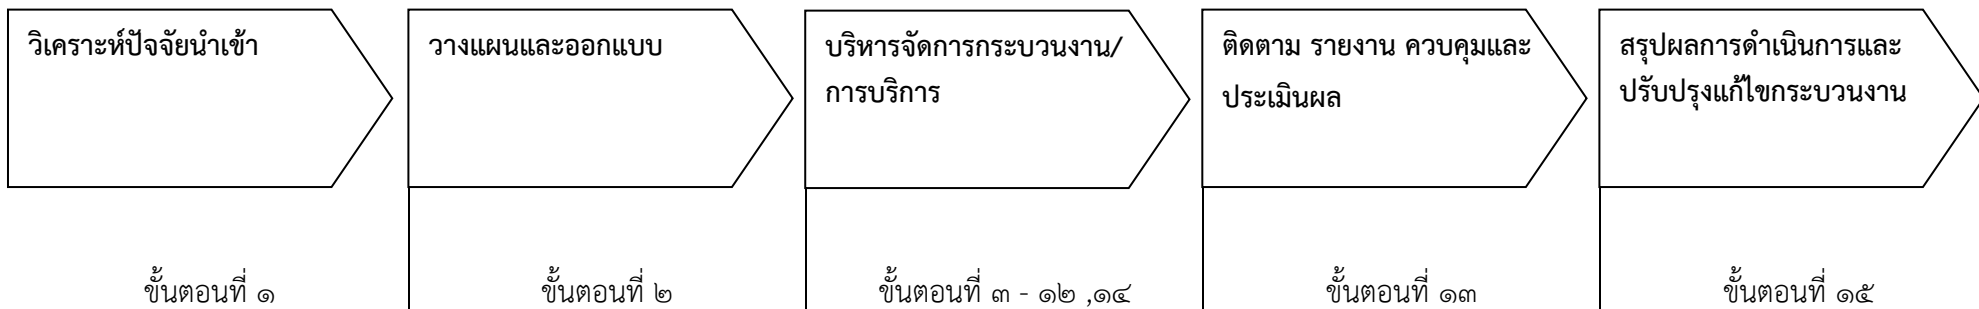 วิเคราะห์ปัจจัยนำเข้า
วางแผนและออกแบบ
บริหารจัดการกระบวนงาน/
การบริการ
ติดตาม รายงาน ควบคุมและ
ประเมินผล
สรุปผลการดำเนินการและ
ปรับปรุงแก้ไขกระบวนงาน
ขั้นตอนที่ ๑
ขั้นตอนที่ ๒
ขั้นตอนที่ ๓ - ๑๒ ,๑๔
ขั้นตอนที่ ๑๓
ขั้นตอนที่ ๑๕